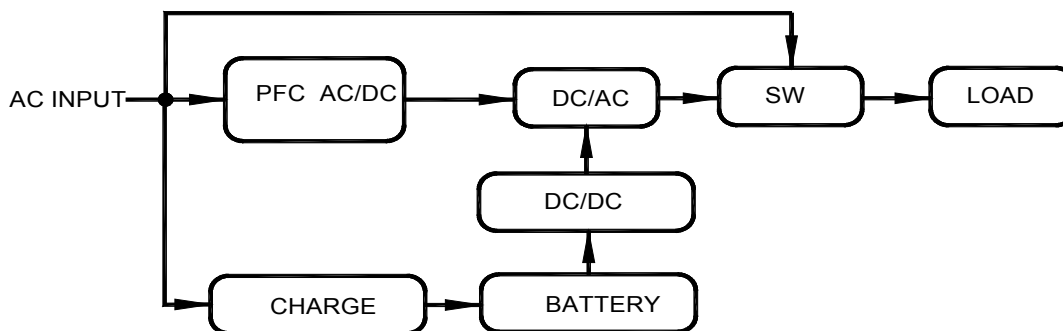 AC INPUT
PFC AC/DC
DC/AC
SW
LOAD
DC/DC
CHARGE
BATTERY